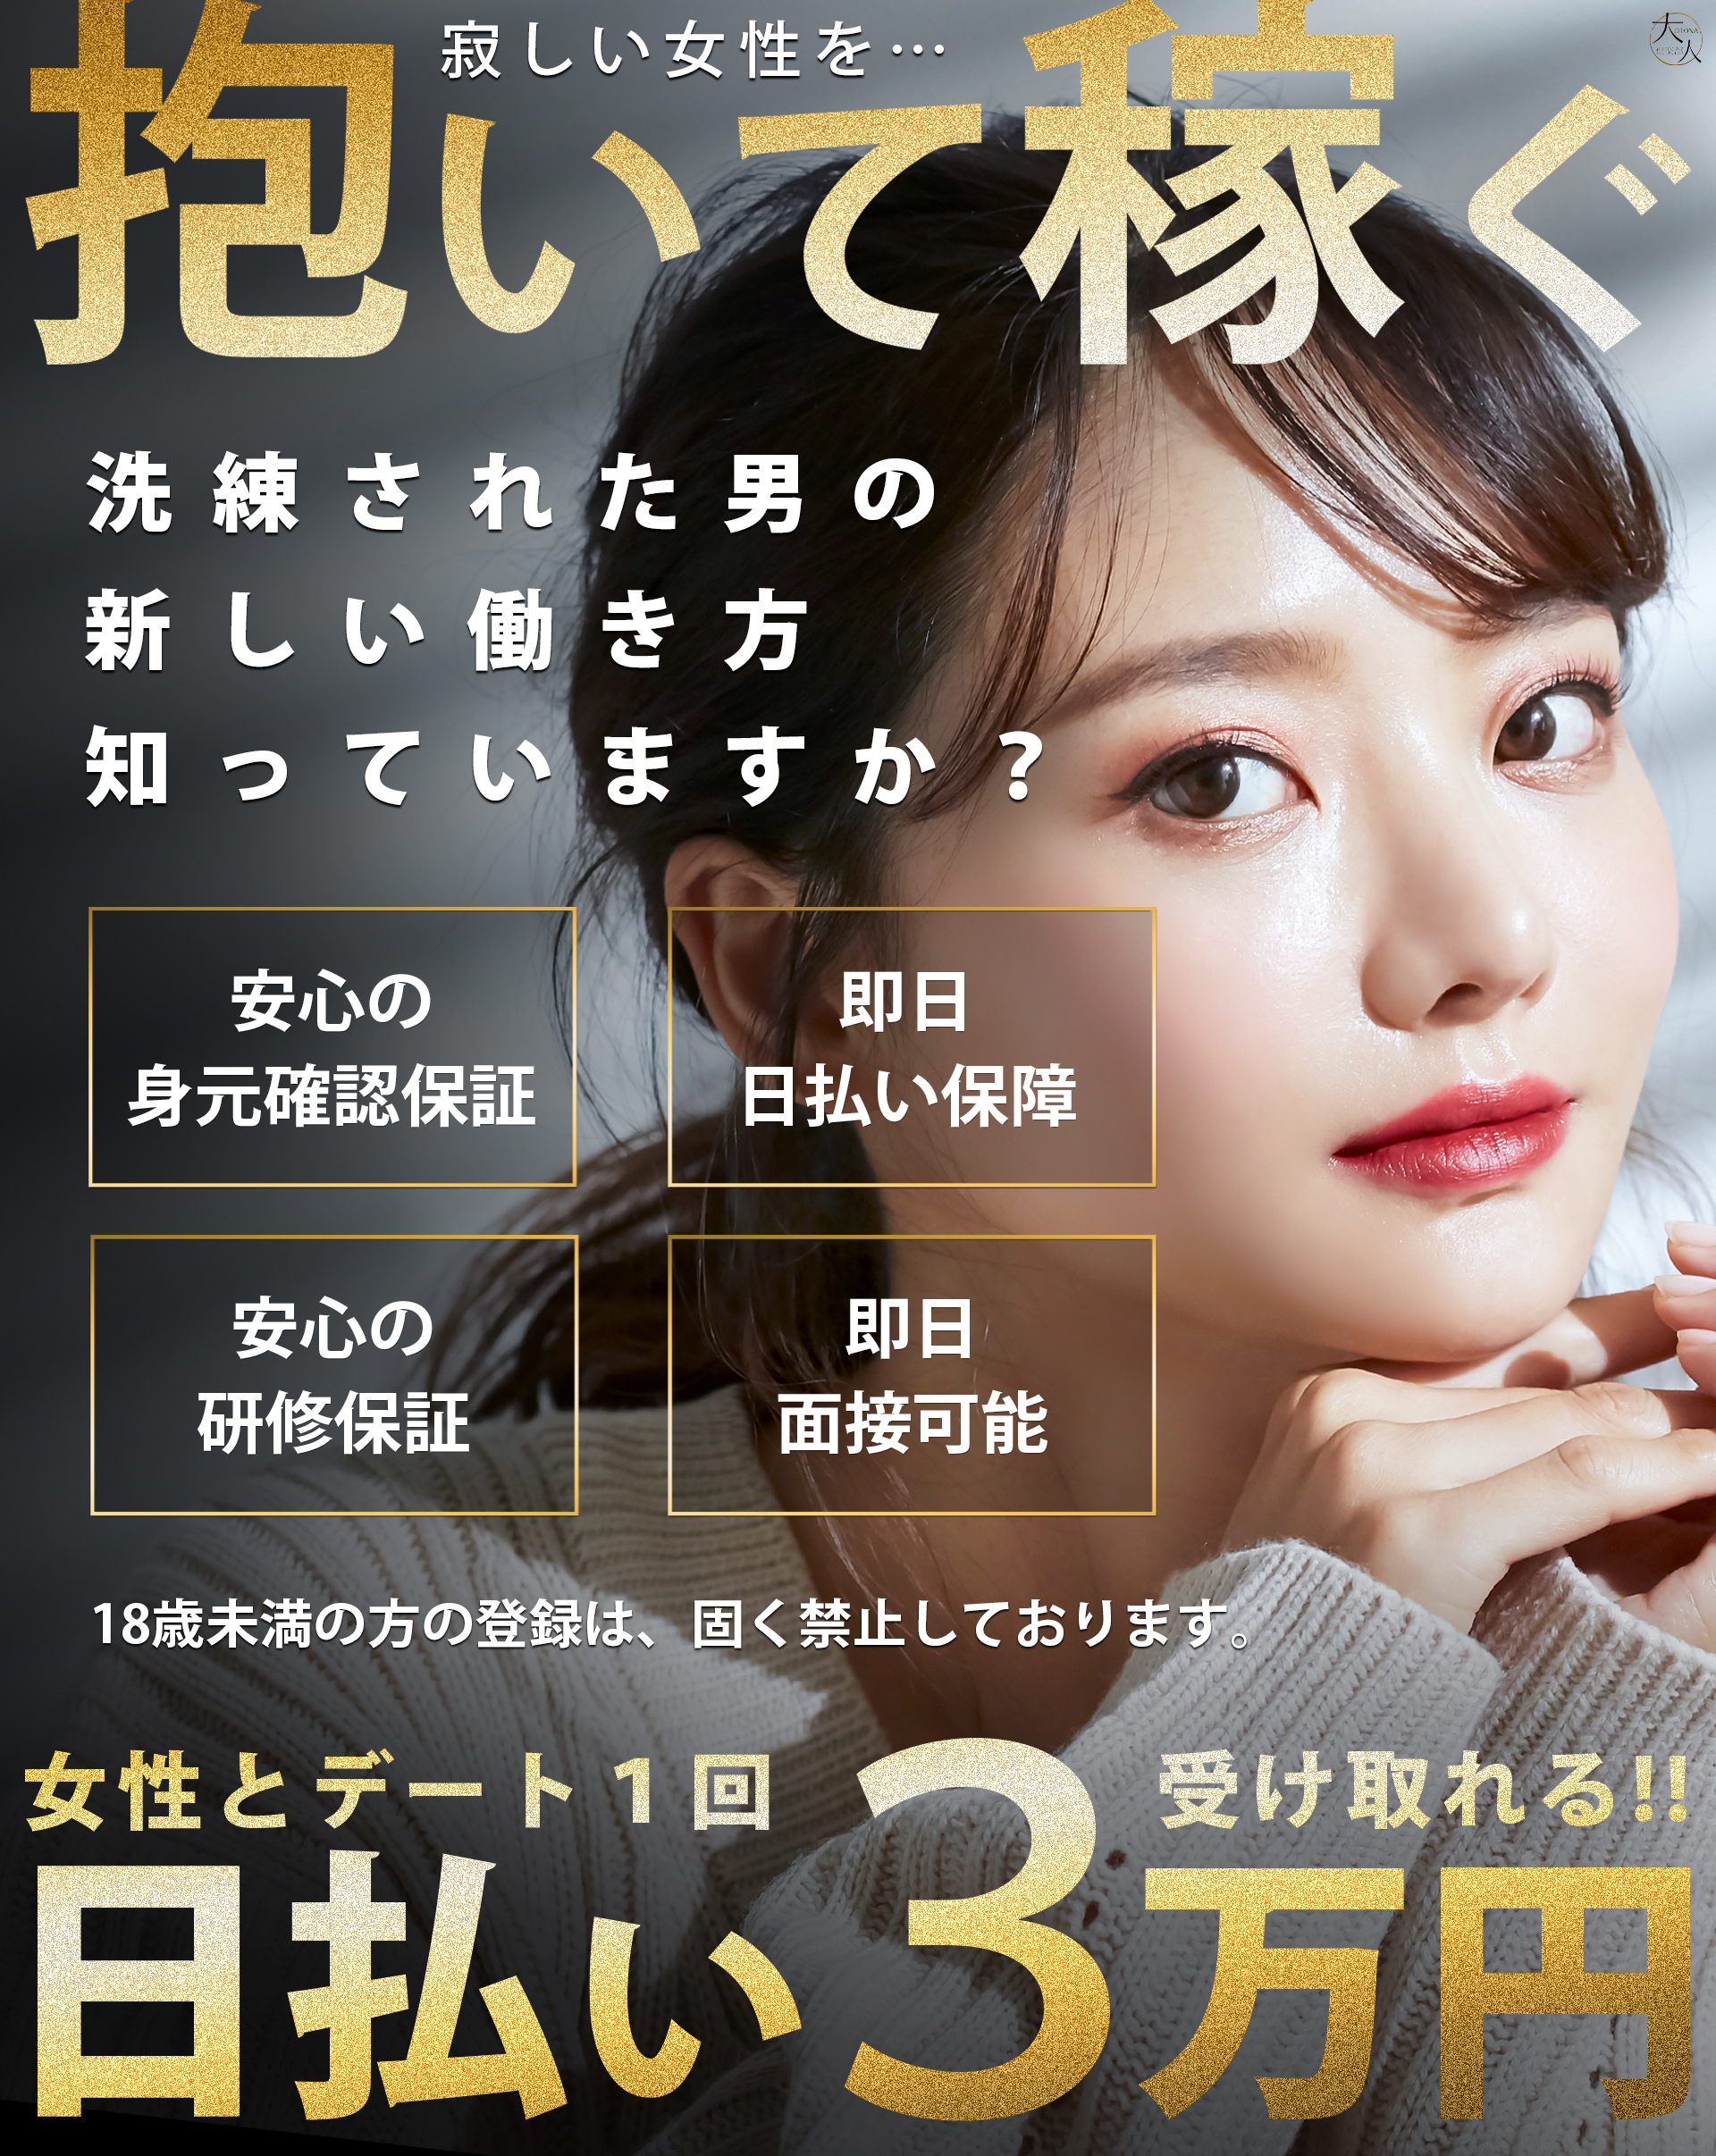 寂しい女性を…
抱いて稼ぐ
大人
洗練された男の
新しい働き方
知っていますか？
安心の
身元確認保証
即日
日払い保障
安心の
研修保証
即日
面接可能
18歳未満の方の登録は、固く禁止しております。
女性とデート１回
日払い3万円
受け取れる!!